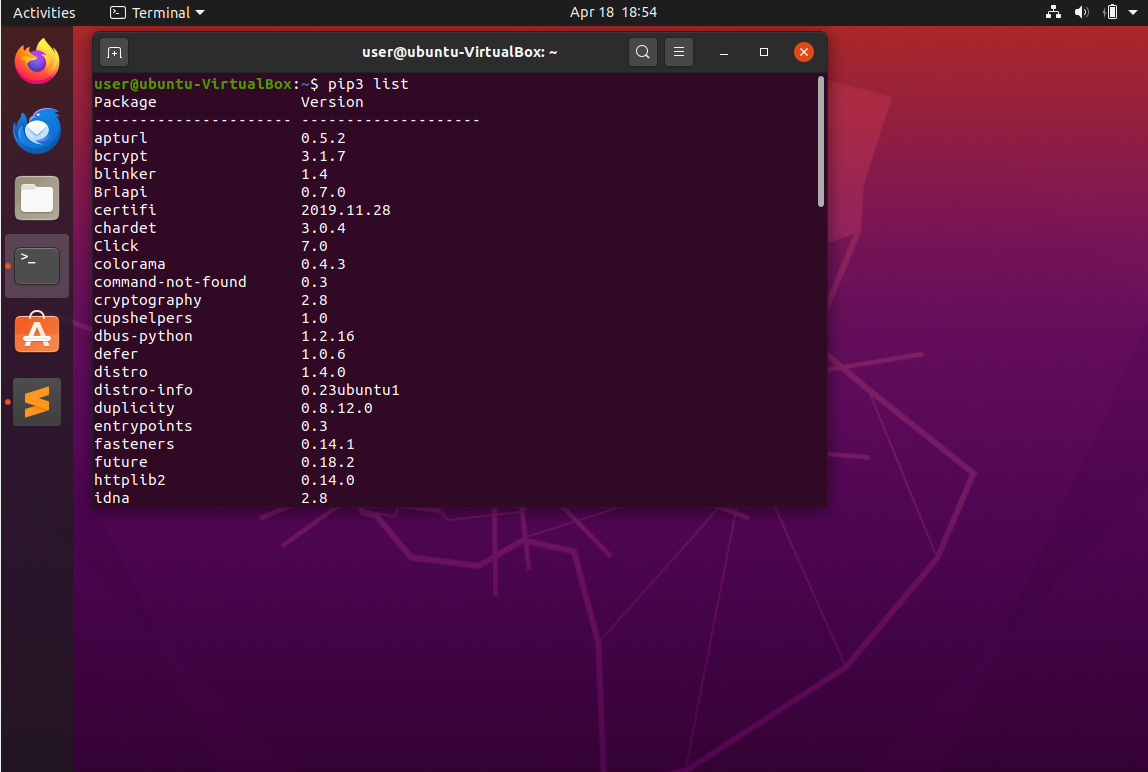 Activities Terminal Apr 18 18:54
user@ubuntu-VirtualBox: ~
user@ubuntu-VirtualBox:~$ pip3 list
Package Version
---------------------- --------------------
apturl 0.5.2
bcrypt 3.1.7
blinker 1.4
Brlapi 0.7.0
certifi 2019.11.28
chardet 3.0.4
Click 7.0
colorama 0.4.3
command-not-found 0.3
cryptography 2.8
cupshelpers 1.0
dbus-python 1.2.16
defer 1.0.6
distro 1.4.0
distro-info 0.23ubuntu1
duplicity 0.8.12.0
entrypoints 0.3
fasteners 0.14.1
future 0.18.2
httplib2 0.14.0
idna 2.8